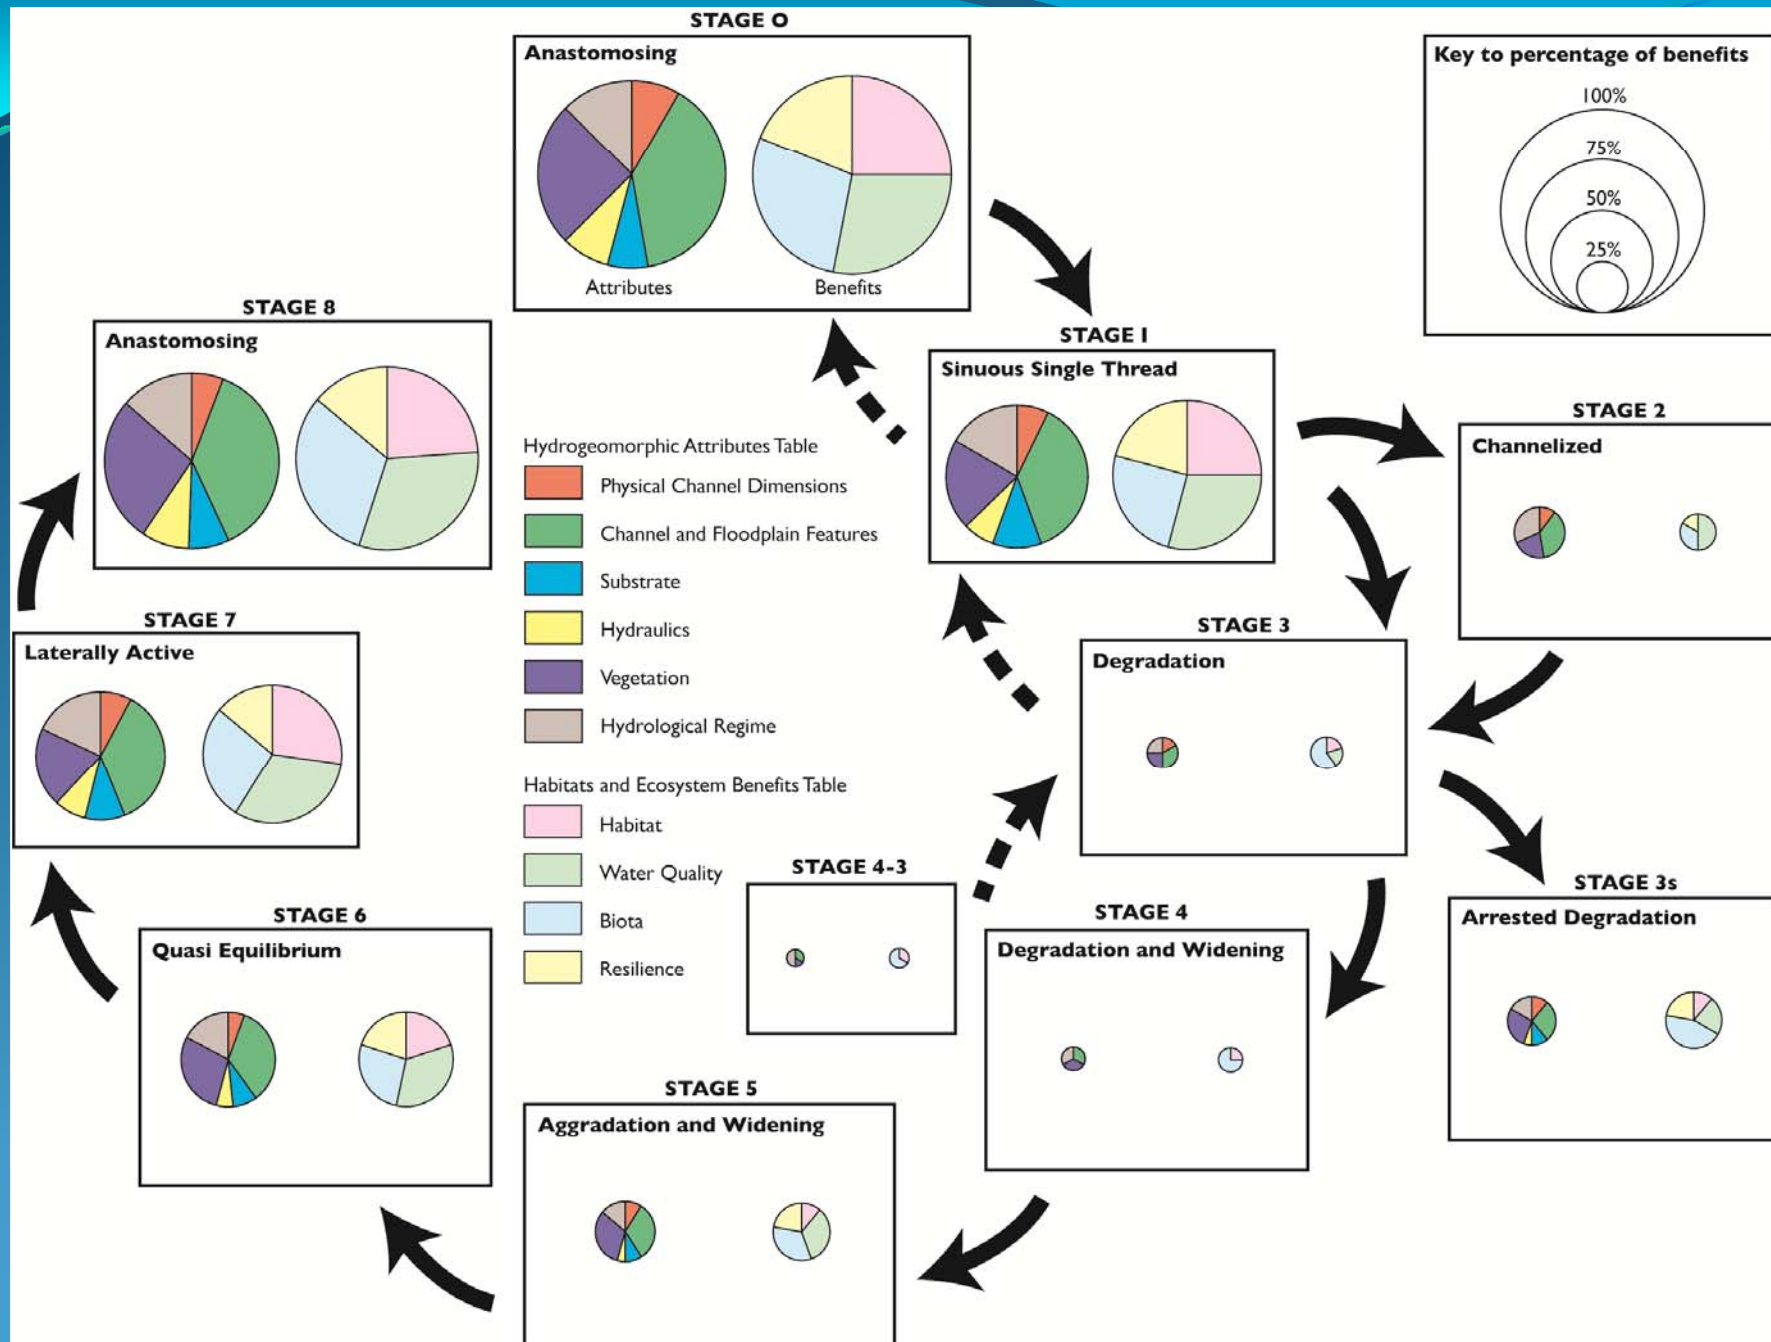 STAGE O
Anastomosing
Attributes
Benefits
Key to percentage of benefits
100%
75%
50%
25%
STAGE 8
Anastomosing
STAGE I
Sinuous Single Thread
STAGE 2
Channelized
Hydrogeomorphic Attributes Table
Physical Channel Dimensions
Channel and Floodplain Features
Substrate
Hydraulics
Vegetation
Hydrological Regime
Habitats and Ecosystem Benefits Table
Habitat
Water Quality
Biota
Resilience
STAGE 7
Laterally Active
STAGE 3
Degradation
STAGE 4-3
STAGE 3s
Arrested Degradation
STAGE 6
Quasi Equilibrium
STAGE 4
Degradation and Widening
STAGE 5
Aggradation and Widening